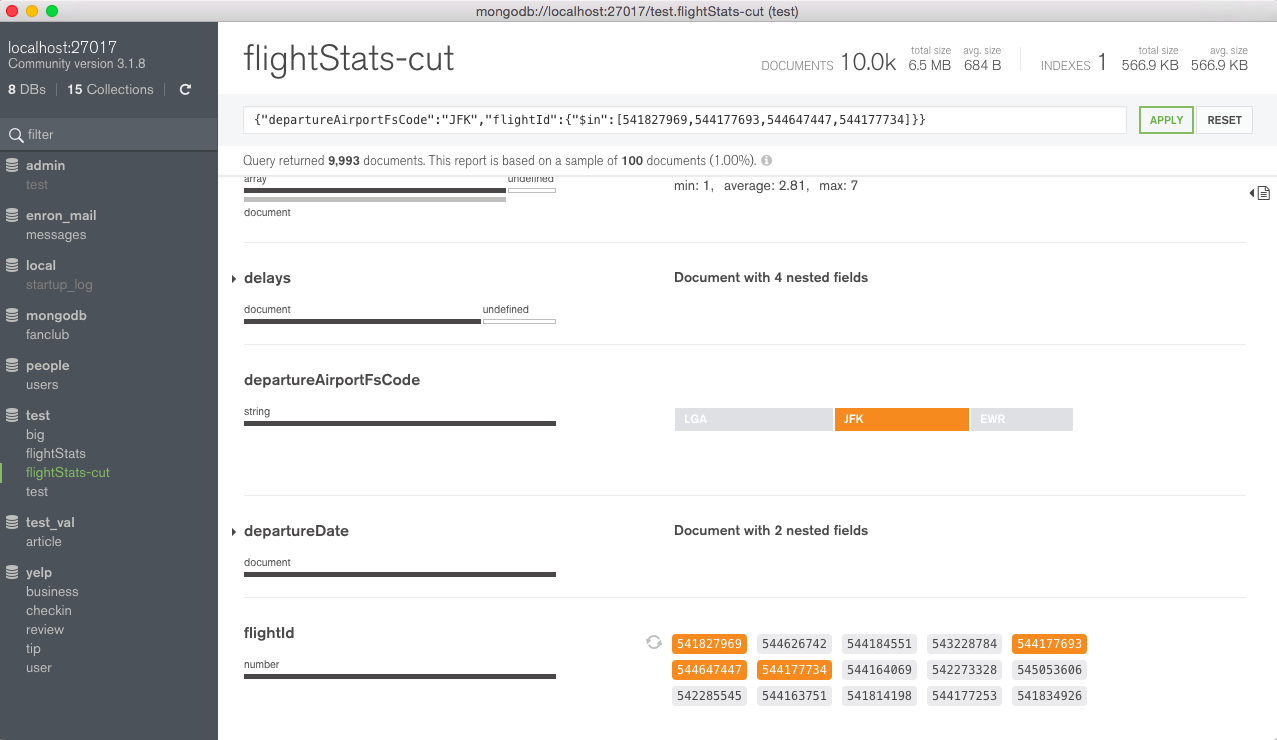 mongodb://localhost:27017/test.flightStats-cut (test)
localhost:27017
Community version 3.1.8
8 DBs 15 Collections
filter
admin
test
enron_mail
messages
local
startup_log
mongodb
fanclub
people
users
test
big
flightStats
flightStats-cut
test
test_val
article
yelp
business
checkin
review
tip
user
flightStats-cut
DOCUMENTS 10.0k total size 6.5 MB avg. size 684 B
INDEXES 1 total size 566.9 KB avg. size 566.9 KB
{"departureAirportFsCode":"JFK","flightId":{"$in":[541827969,544177693,544647447,544177734]}}
APPLY RESET
Query returned 9,993 documents. This report is based on a sample of 100 documents (1.00%).
array undefined
document
min: 1, average: 2.81, max: 7
delays
Document with 4 nested fields
document undefined
departureAirportFsCode
string
LGA JFK EWR
departureDate
Document with 2 nested fields
document
flightId
number
541827969 544626742 544184551 543228784 544177693
544647447 544177734 544164069 542273328 545053606
542285545 544163751 541814198 544177253 541834926